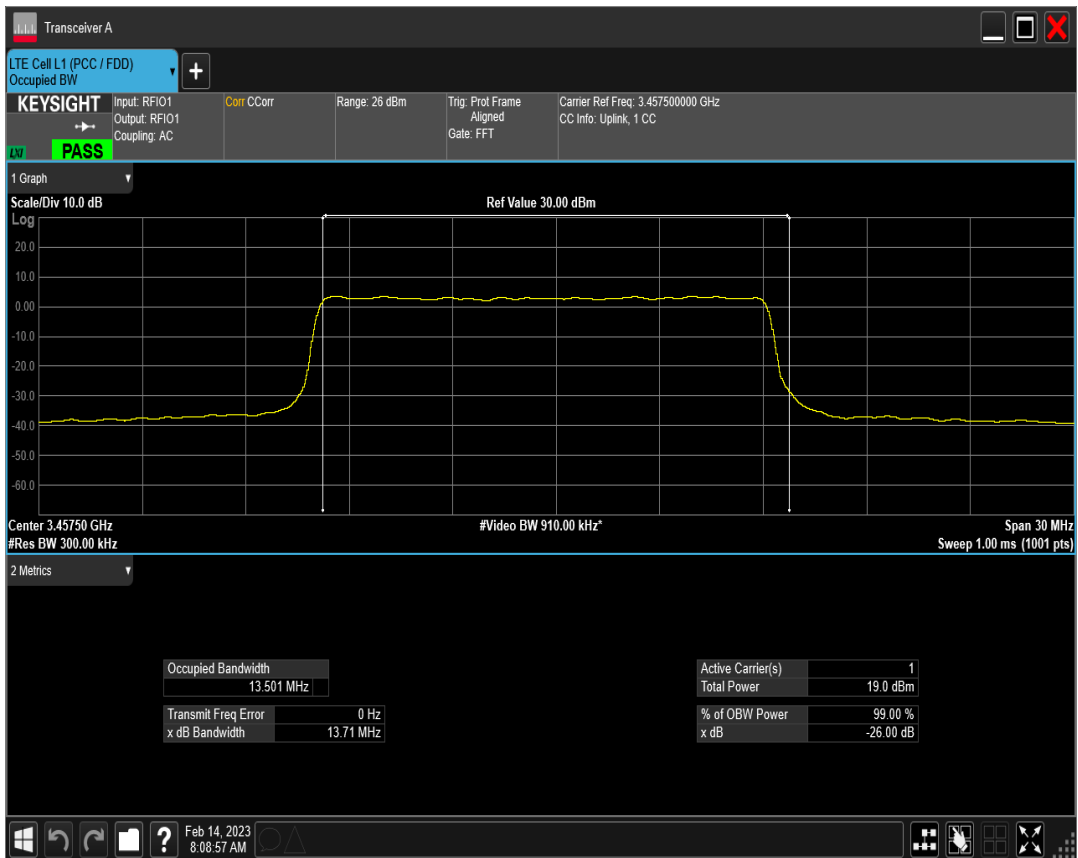 Transceiver A
LTE Cell L1 (PCC / FDD)
Occupied BW
KEYSIGHT
LXI
PASS
Input: RFIO1
Output: RFIO1
Coupling: AC
Corr CCorr
Range: 26 dBm
Trig: Prot Frame
Aligned
Gate: FFT
Carrier Ref Freq: 3.457500000 GHz
CC Info: Uplink, 1 CC
1 Graph
Scale/Div 10.0 dB
Ref Value 30.00 dBm
Log
20.0
10.0
0.00
-10.0
-20.0
-30.0
-40.0
-50.0
-60.0
Center 3.45750 GHz
#Video BW 910.00 kHz*
Span 30 MHz
#Res BW 300.00 kHz
Sweep 1.00 ms (1001 pts)
2 Metrics
Occupied Bandwidth
13.501 MHz
Transmit Freq Error 0 Hz
x dB Bandwidth 13.71 MHz
Active Carrier(s) 1
Total Power 19.0 dBm
% of OBW Power 99.00 %
x dB -26.00 dB
Feb 14, 2023
8:08:57 AM